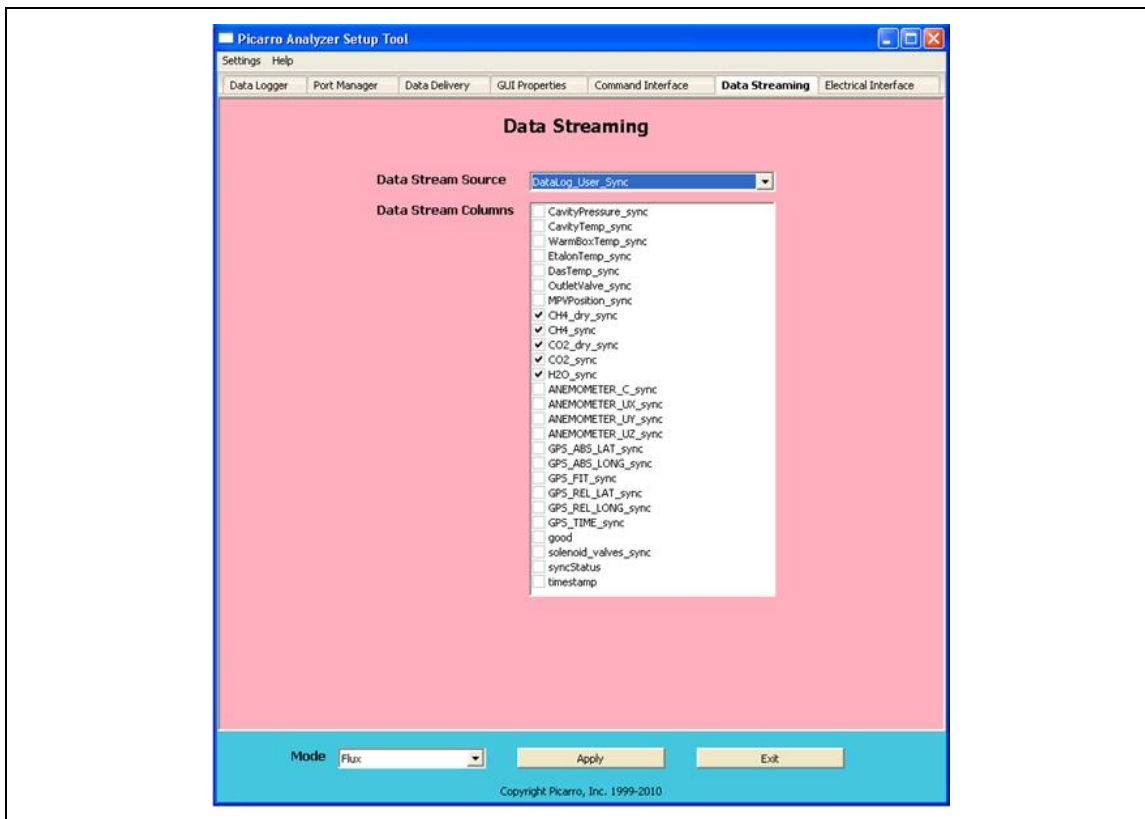 Picarro Analyzer Setup Tool
Settings Help
Data Logger Port Manager Data Delivery GUI Properties Command Interface Data Streaming Electrical Interface
Data Streaming
Data Stream Source DataLog_User_Sync
Data Stream Columns
CavityPressure_sync
CavityTemp_sync
WarmBoxTemp_sync
EtalonTemp_sync
DasTemp_sync
OutletValve_sync
MPVPosition_sync
CH4_dry_sync
CH4_sync
CO2_dry_sync
CO2_sync
H2O_sync
ANEMOMETER_C_sync
ANEMOMETER_UX_sync
ANEMOMETER_UY_sync
ANEMOMETER_UZ_sync
GPS_ABS_LAT_sync
GPS_ABS_LONG_sync
GPS_FIT_sync
GPS_REL_LAT_sync
GPS_REL_LONG_sync
GPS_TIME_sync
good
solenoid_valves_sync
syncStatus
timestamp
Mode Flux Apply Exit
Copyright Picarro, Inc. 1999-2010